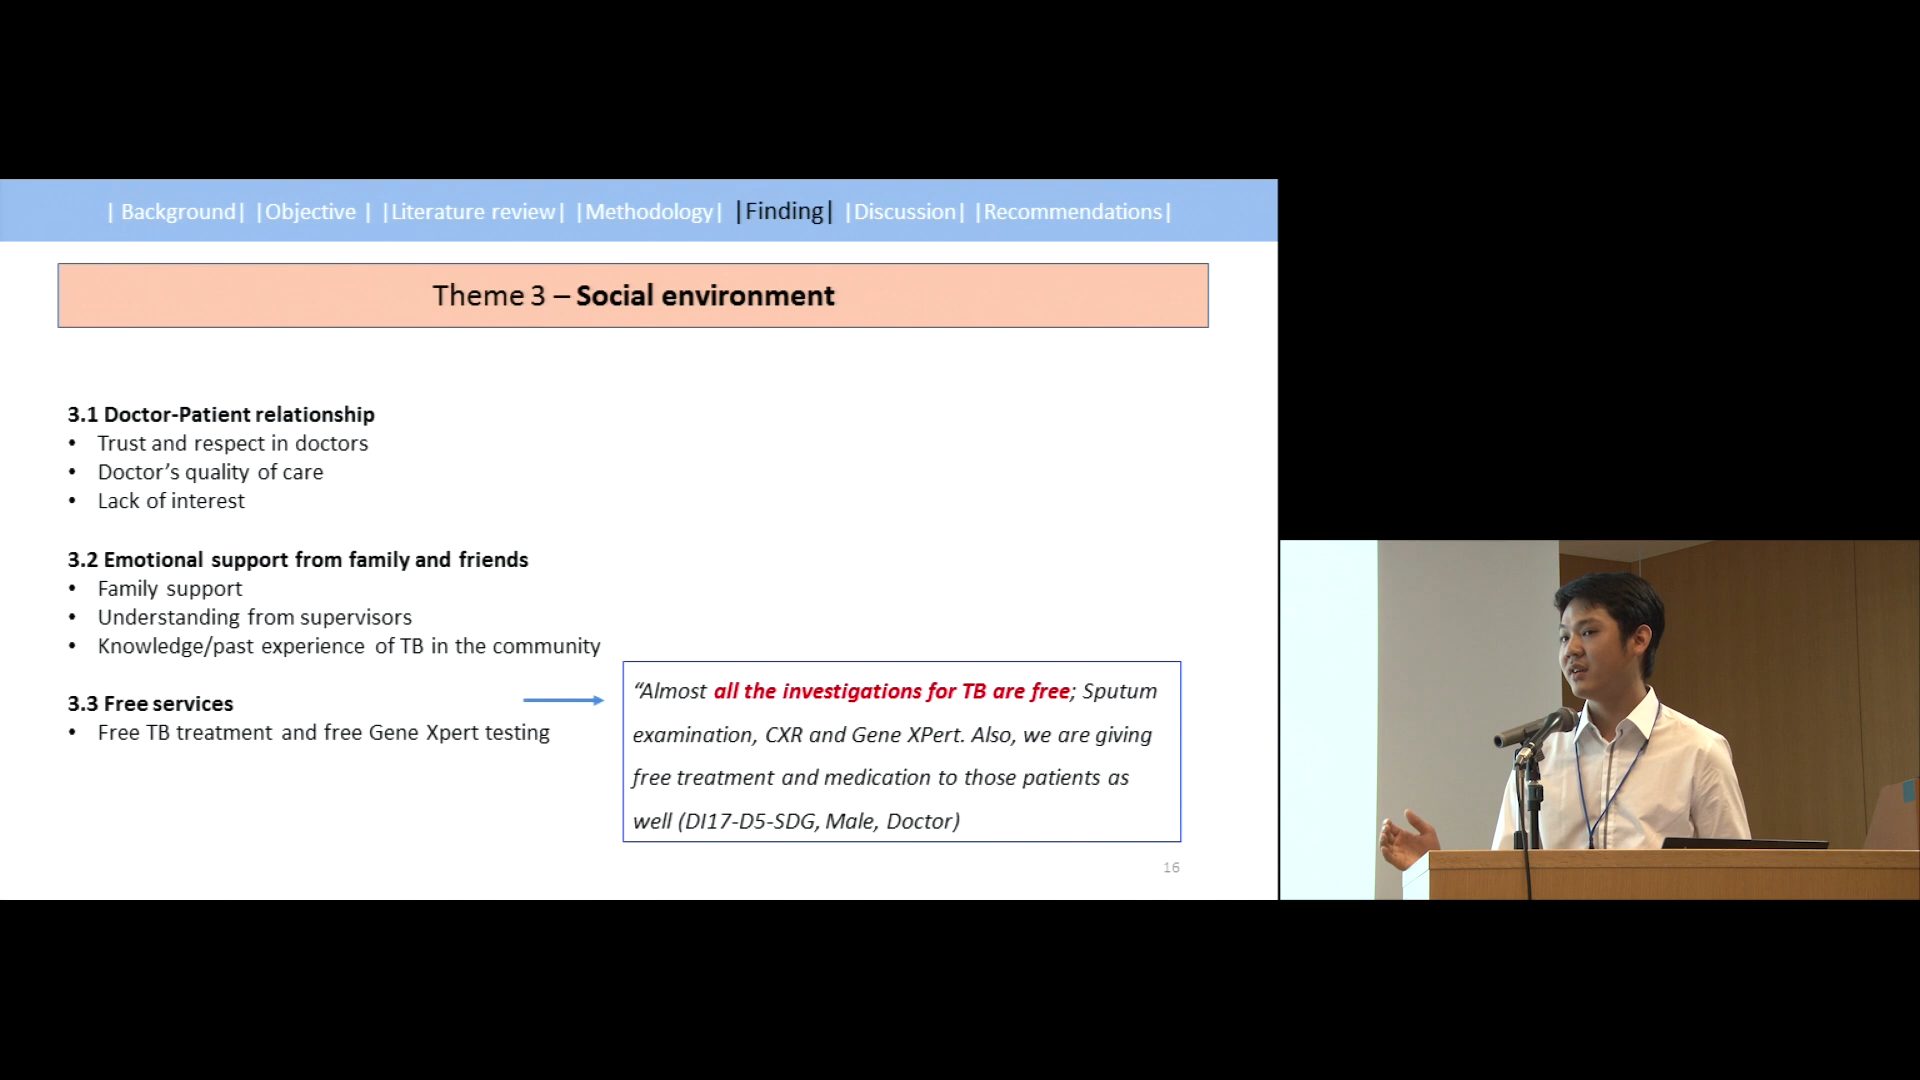 | Background| |Objective | |Literature review| |Methodology| |Finding| |Discussion| |Recommendations|
Theme 3 – Social environment
3.1 Doctor-Patient relationship
• Trust and respect in doctors
• Doctor’s quality of care
• Lack of interest
3.2 Emotional support from family and friends
• Family support
• Understanding from supervisors
• Knowledge/past experience of TB in the community
3.3 Free services
• Free TB treatment and free Gene Xpert testing
“Almost all the investigations for TB are free; Sputum
examination, CXR and Gene XPert. Also, we are giving
free treatment and medication to those patients as
well (DI17-D5-SDG, Male, Doctor)
16